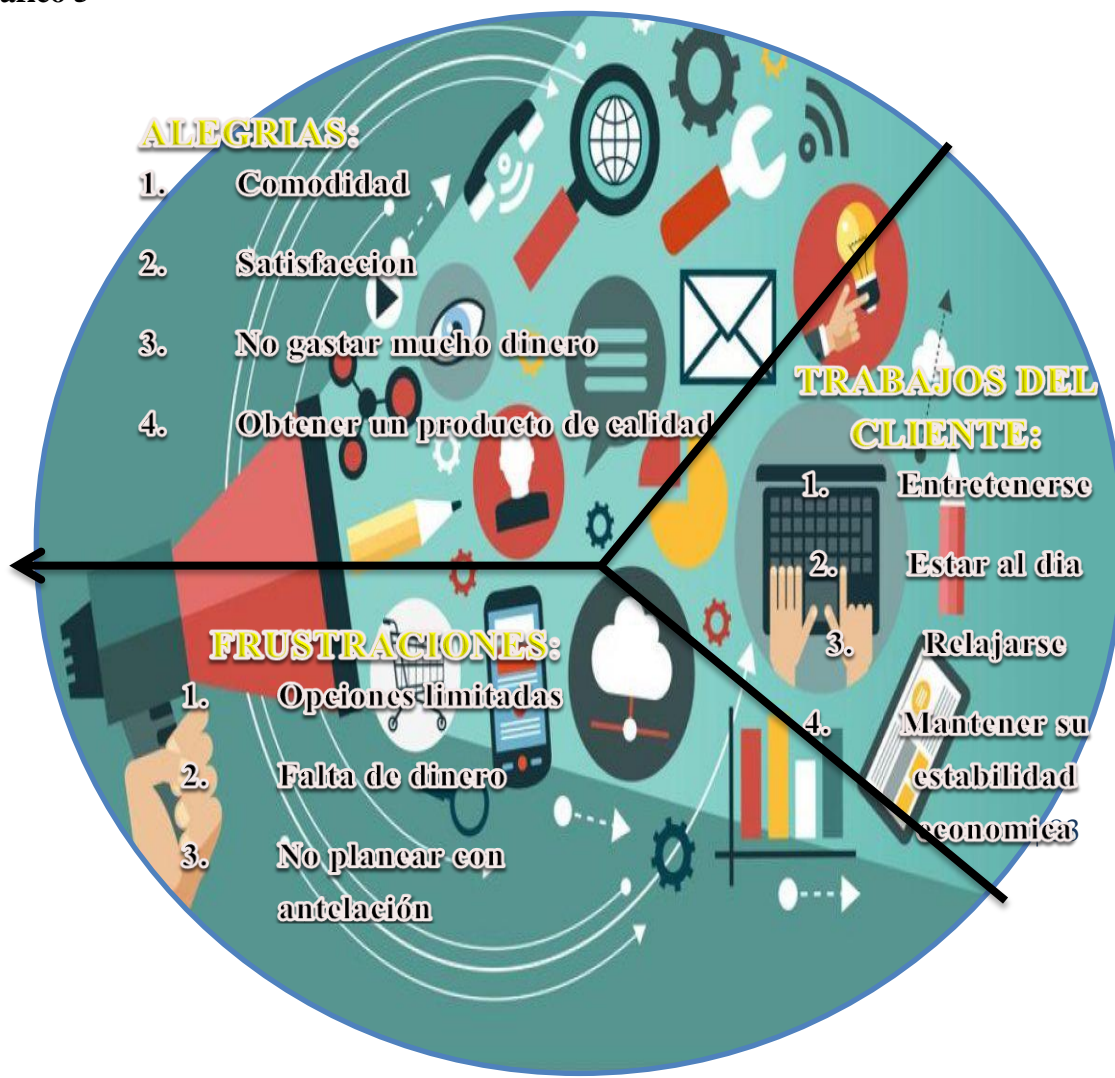 ALEGRIAS:
1. Comodidad
2. Satisfaccion
3. No gastar mucho dinero
4. Obtener un producto de calidad
TRABAJOS DEL
CLIENTE:
1. Entretenerse
2. Estar al dia
3. Relajarse
4. Mantener su
estabilidad
economica
FRUSTRACIONES:
1. Opciones limitadas
2. Falta de dinero
3. No planear con
antelación